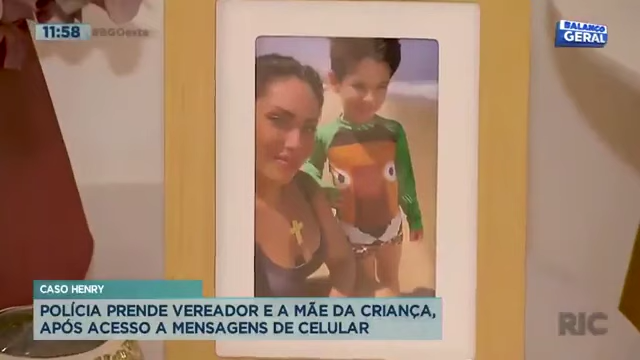 11:58
#BGOeste
BALANÇO
GERAL
CASO HENRY
POLÍCIA PRENDE VEREADOR E A MÃE DA CRIANÇA,
APÓS ACESSO A MENSAGENS DE CELULAR
RIC